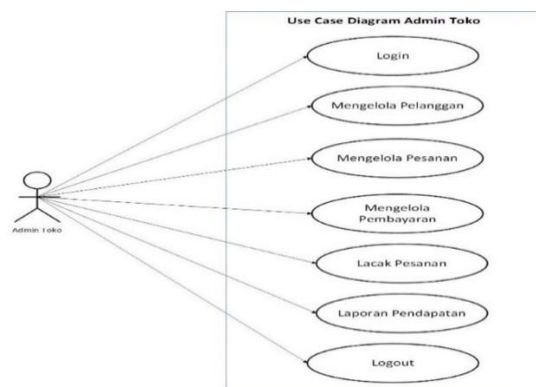 Use Case Diagram Admin Toko
Login
Mengelola Pelanggan
Mengelola Pesanan
Mengelola
Pembayaran
Lacak Pesanan
Laporan Pendapatan
Logout
Admin Toko